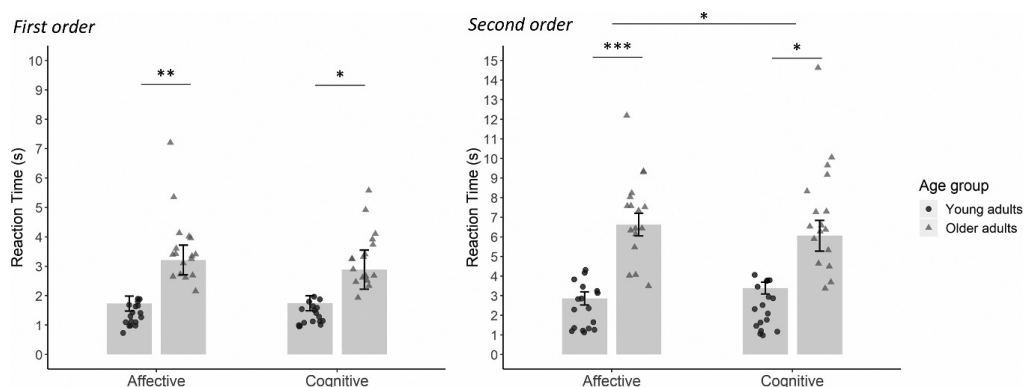 First order
Second order
*
**
*
***
*
10
9
8
7
6
5
4
3
2
1
0
Reaction Time (s)
Affective
Cognitive
15
14
13
12
11
10
9
8
7
6
5
4
3
2
1
0
Reaction Time (s)
Affective
Cognitive
Age group
Young adults
Older adults